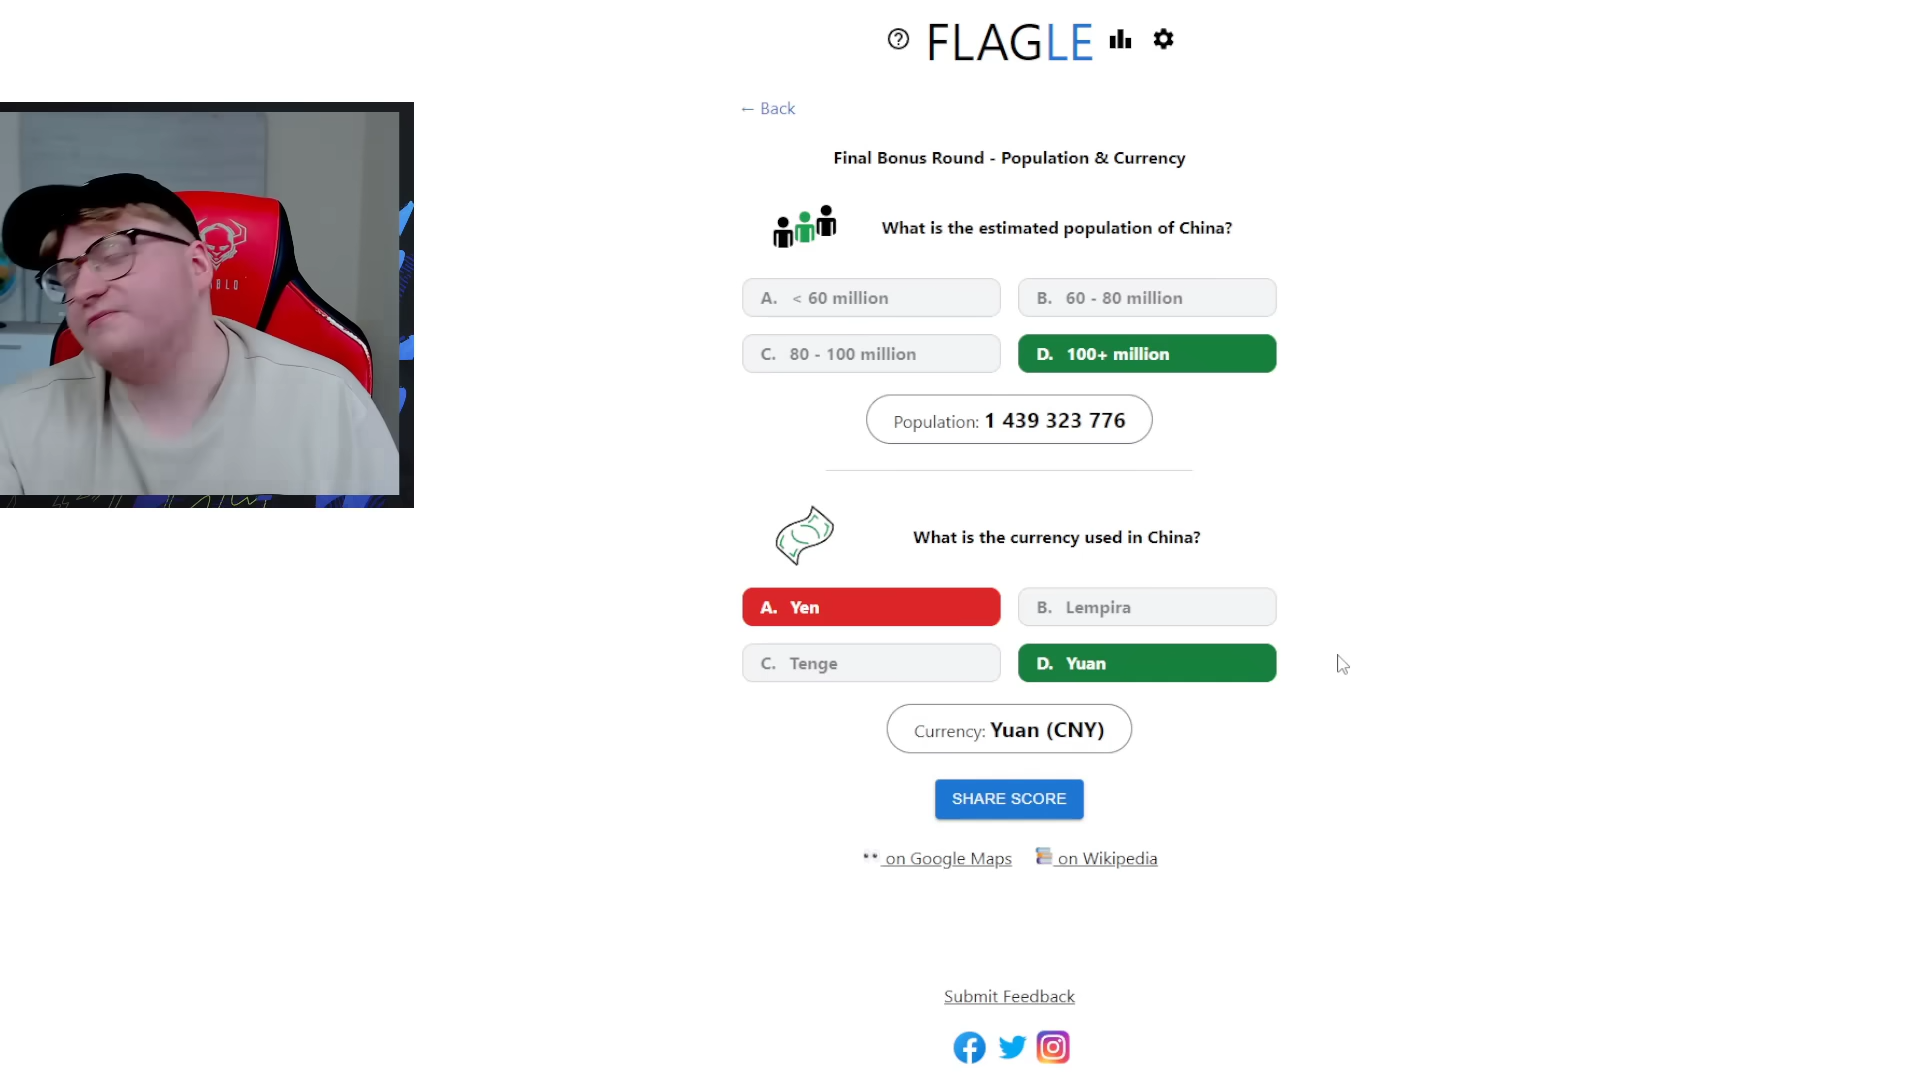 FLAGLE
← Back
Final Bonus Round - Population & Currency
What is the estimated population of China?
A. < 60 million
B. 60 - 80 million
C. 80 - 100 million
D. 100+ million
Population: 1 439 323 776
What is the currency used in China?
A. Yen
B. Lempira
C. Tenge
D. Yuan
Currency: Yuan (CNY)
SHARE SCORE
on Google Maps
on Wikipedia
Submit Feedback